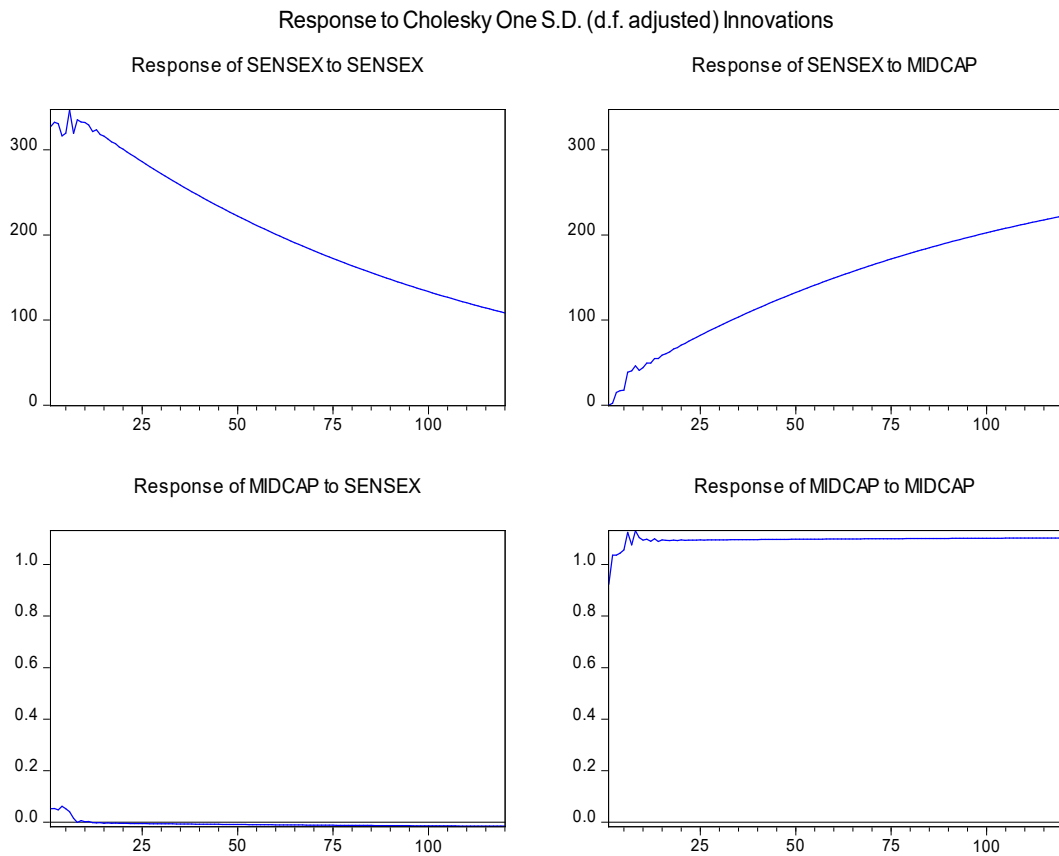 Response to Cholesky One S.D. (d.f. adjusted) Innovations
Response of SENSEX to SENSEX
300
200
100
0
25 50 75 100
Response of SENSEX to MIDCAP
300
200
100
0
25 50 75 100
Response of MIDCAP to SENSEX
1.0
0.8
0.6
0.4
0.2
0.0
25 50 75 100
Response of MIDCAP to MIDCAP
1.0
0.8
0.6
0.4
0.2
0.0
25 50 75 100